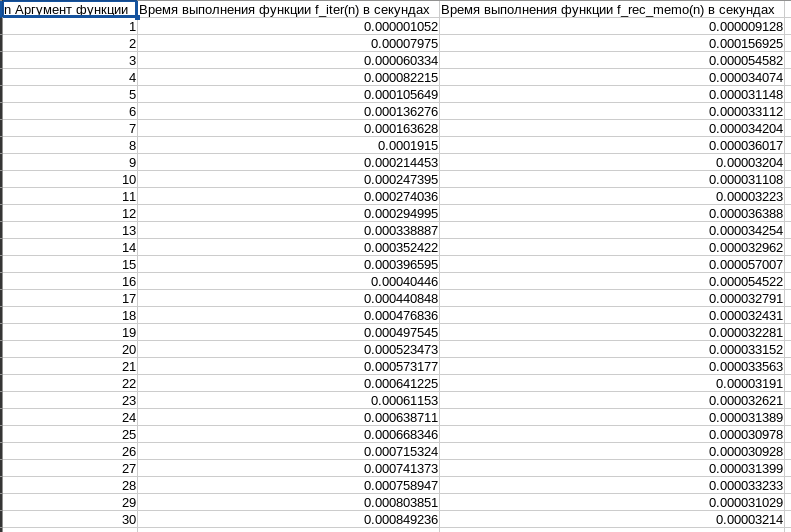 n Аргумент функции Время выполнения функции f_iter(n) в секундах Время выполнения функции f_rec_memo(n) в секундах
1 0.000001052 0.000009128
2 0.00007975 0.000156925
3 0.000060334 0.000054582
4 0.000082215 0.000034074
5 0.000105649 0.000031148
6 0.000136276 0.000033112
7 0.000163628 0.000034204
8 0.0001915 0.000036017
9 0.000214453 0.00003204
10 0.000247395 0.000031108
11 0.000274036 0.00003223
12 0.000294995 0.000036388
13 0.000338887 0.000034254
14 0.000352422 0.000032962
15 0.000396595 0.000057007
16 0.00040446 0.000054522
17 0.000440848 0.000032791
18 0.000476836 0.000032431
19 0.000497545 0.000032281
20 0.000523473 0.000033152
21 0.000573177 0.000033563
22 0.000641225 0.00003191
23 0.00061153 0.000032621
24 0.000638711 0.000031389
25 0.000668346 0.000030978
26 0.000715324 0.000030928
27 0.000741373 0.000031399
28 0.000758947 0.000033233
29 0.000803851 0.000031029
30 0.000849236 0.00003214